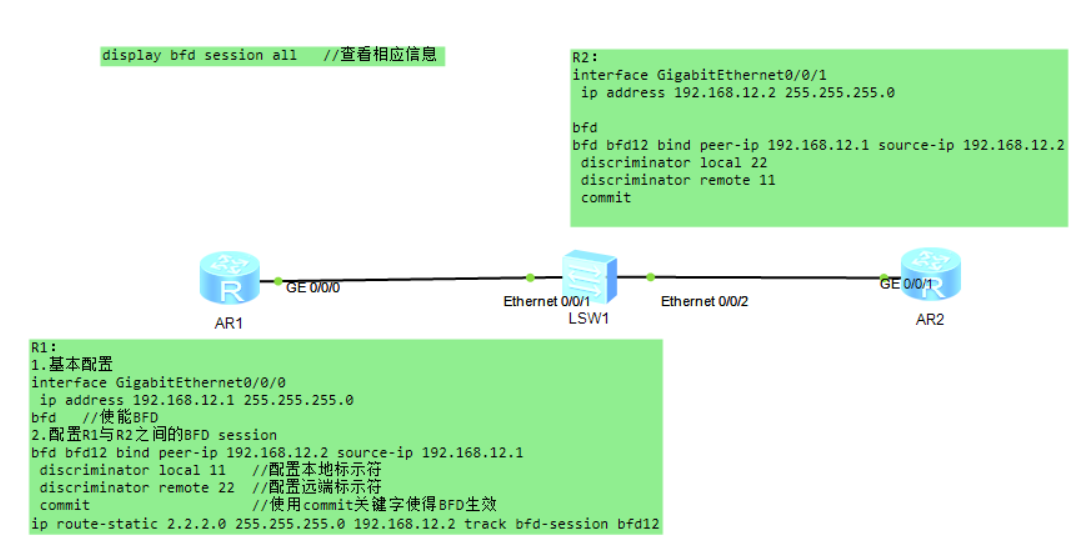 display bfd session all   //查看相应信息
R2:
interface GigabitEthernet0/0/1
 ip address 192.168.12.2 255.255.255.0
bfd
bfd bfd12 bind peer-ip 192.168.12.1 source-ip 192.168.12.2
 discriminator local 22
 discriminator remote 11
 commit
R
GE 0/0/0
Ethernet 0/0/1
Ethernet 0/0/2
GE 0/0/1
R
AR1
LSW1
AR2
R1:
1.基本配置
interface GigabitEthernet0/0/0
 ip address 192.168.12.1 255.255.255.0
bfd   //使能BFD
2.配置R1与R2之间的BFD session
bfd bfd12 bind peer-ip 192.168.12.2 source-ip 192.168.12.1
 discriminator local 11   //配置本地标示符
 discriminator remote 22  //配置远端标示符
 commit                   //使用commit关键字使得BFD生效
ip route-static 2.2.2.0 255.255.255.0 192.168.12.2 track bfd-session bfd12